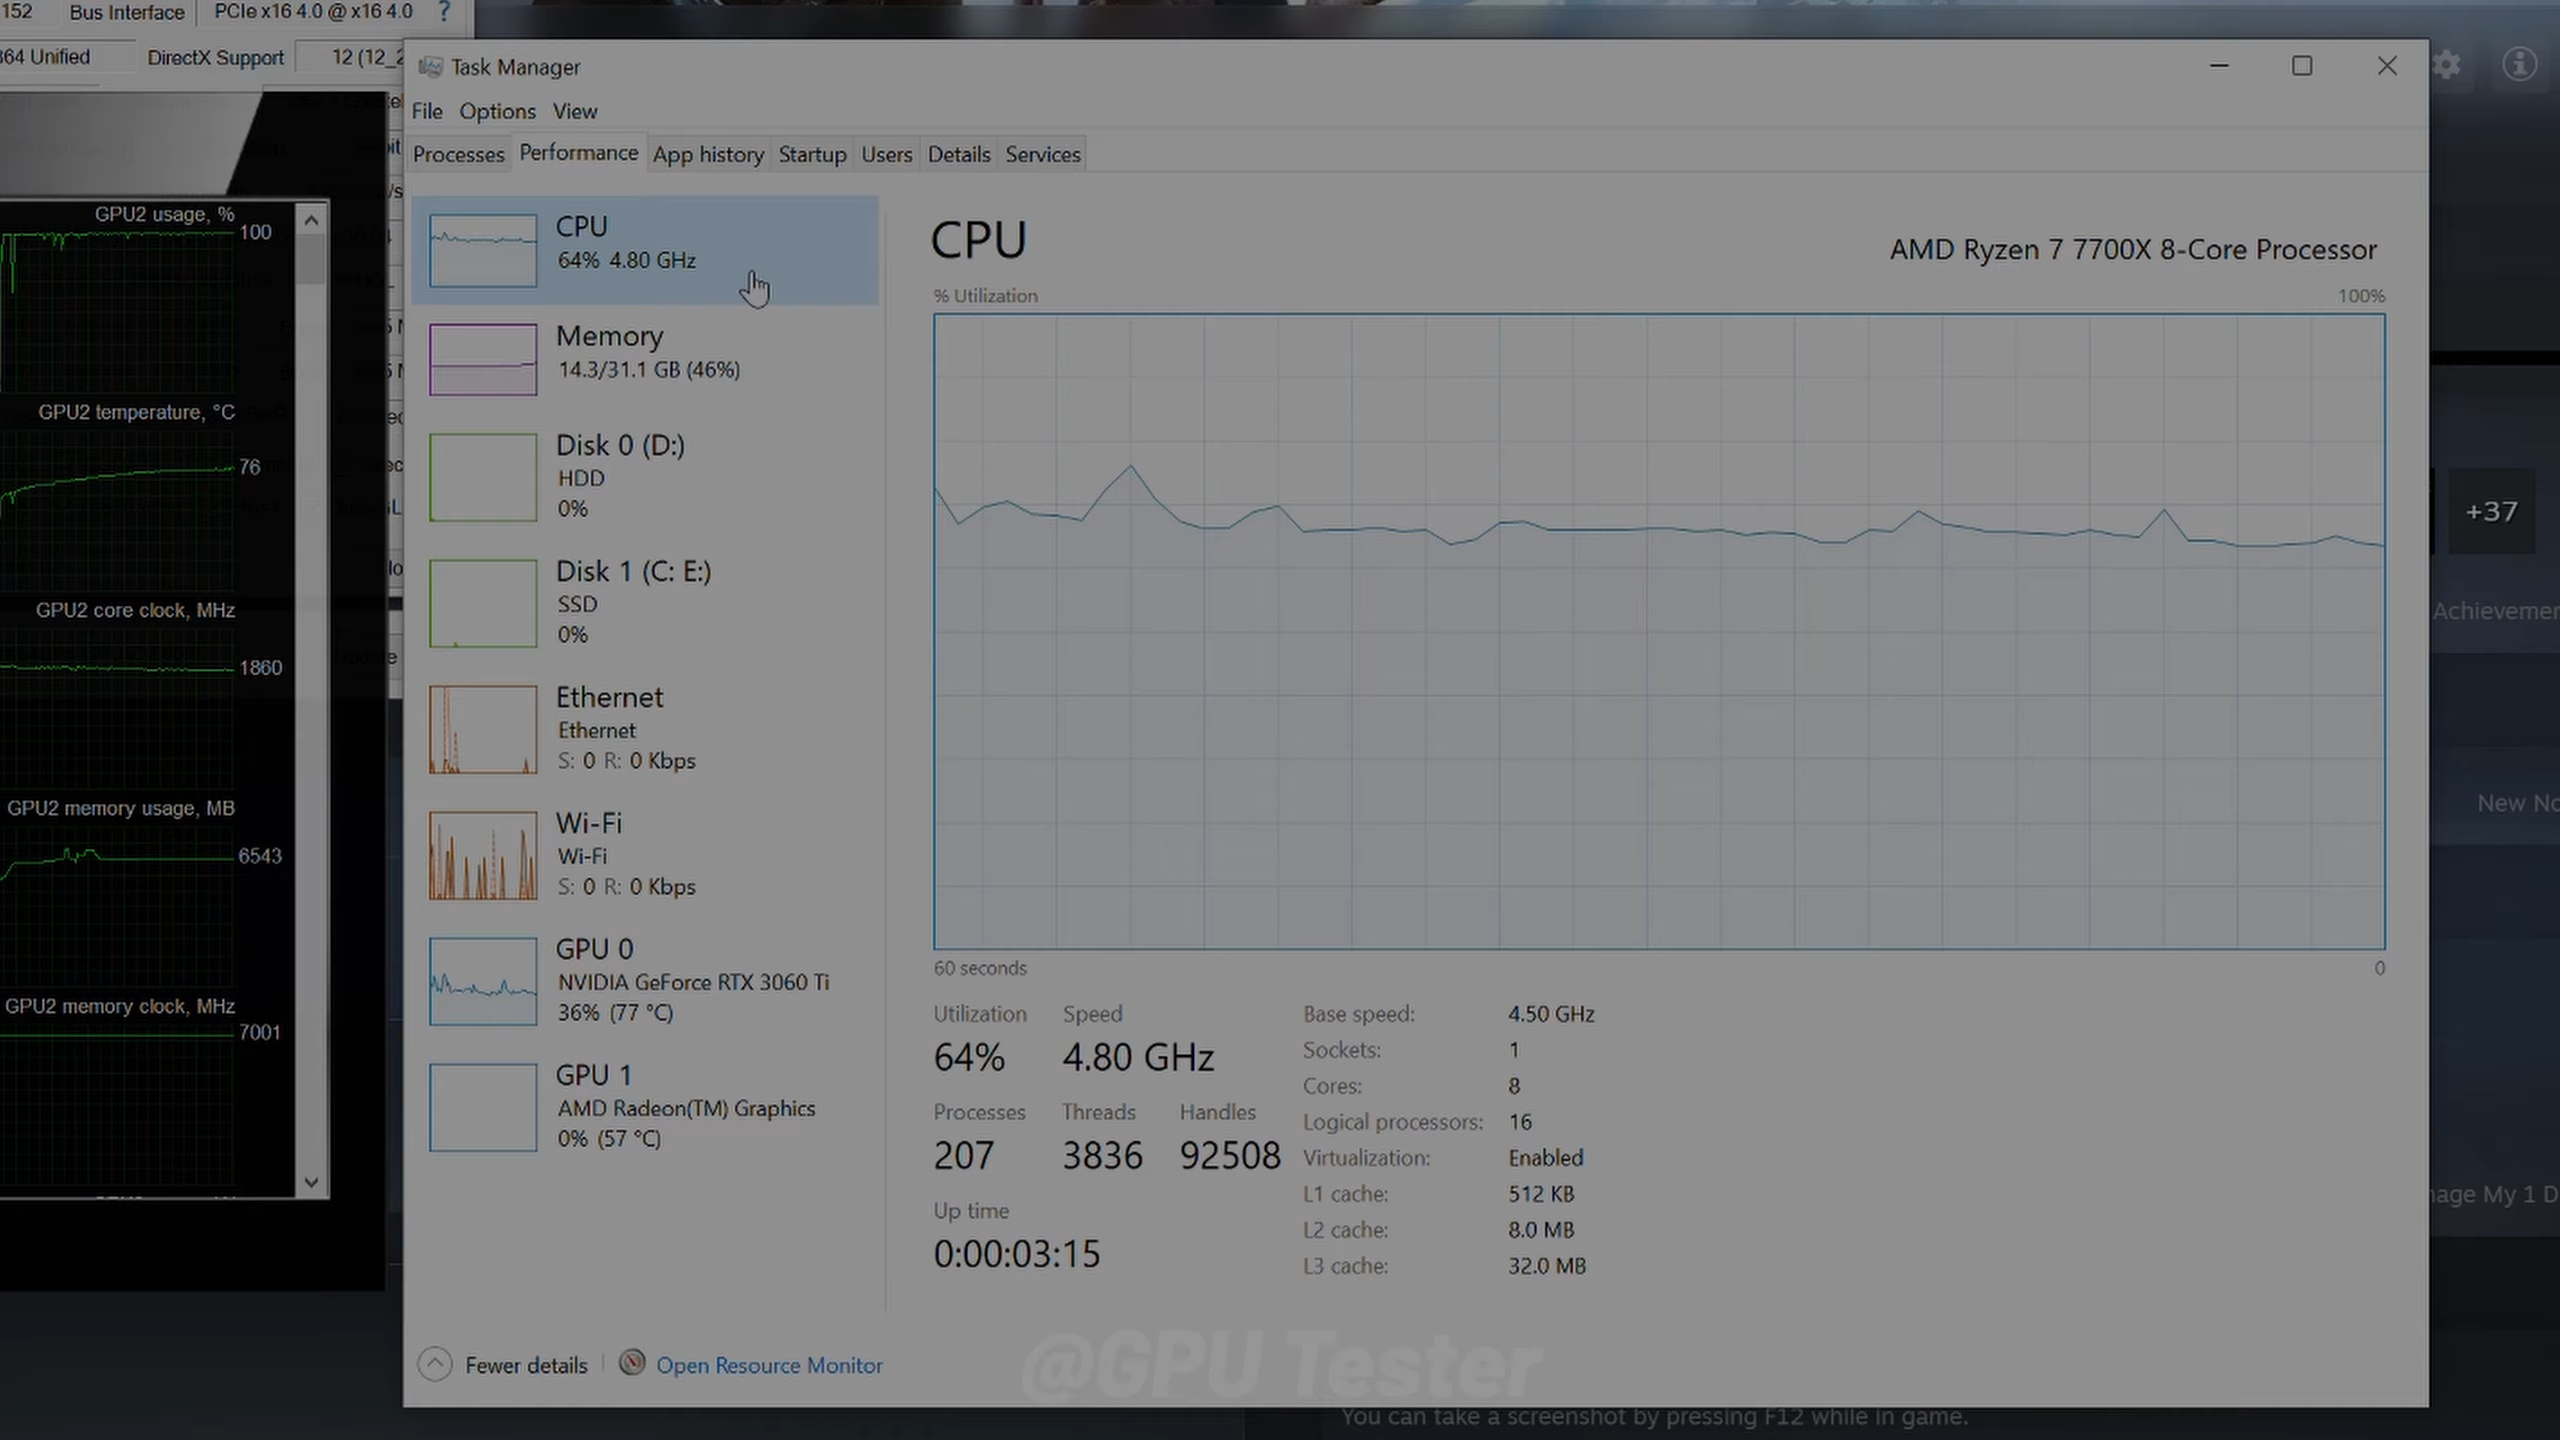 152 Bus Interface PCIe x16 4.0 @ x16 4.0 ?
864 Unified DirectX Support 12 (12_2
Task Manager
File Options View
Processes Performance App history Startup Users Details Services
GPU2 usage, %
100
GPU2 temperature, °C
76
GPU2 core clock, MHz
1860
GPU2 memory usage, MB
6543
GPU2 memory clock, MHz
7001
CPU
64% 4.80 GHz
Memory
14.3/31.1 GB (46%)
Disk 0 (D:)
HDD
0%
Disk 1 (C: E:)
SSD
0%
Ethernet
Ethernet
S: 0 R: 0 Kbps
Wi-Fi
Wi-Fi
S: 0 R: 0 Kbps
GPU 0
NVIDIA GeForce RTX 3060 Ti
36% (77 °C)
GPU 1
AMD Radeon(TM) Graphics
0% (57 °C)
CPU
AMD Ryzen 7 7700X 8-Core Processor
% Utilization 100%
60 seconds 0
Utilization Speed
64% 4.80 GHz
Processes Threads Handles
207 3836 92508
Up time
0:00:03:15
Base speed: 4.50 GHz
Sockets: 1
Cores: 8
Logical processors: 16
Virtualization: Enabled
L1 cache: 512 KB
L2 cache: 8.0 MB
L3 cache: 32.0 MB
+37
Achievemen
New No
nage My 1 D
Fewer details Open Resource Monitor
@GPU Tester
You can take a screenshot by pressing F12 while in game.